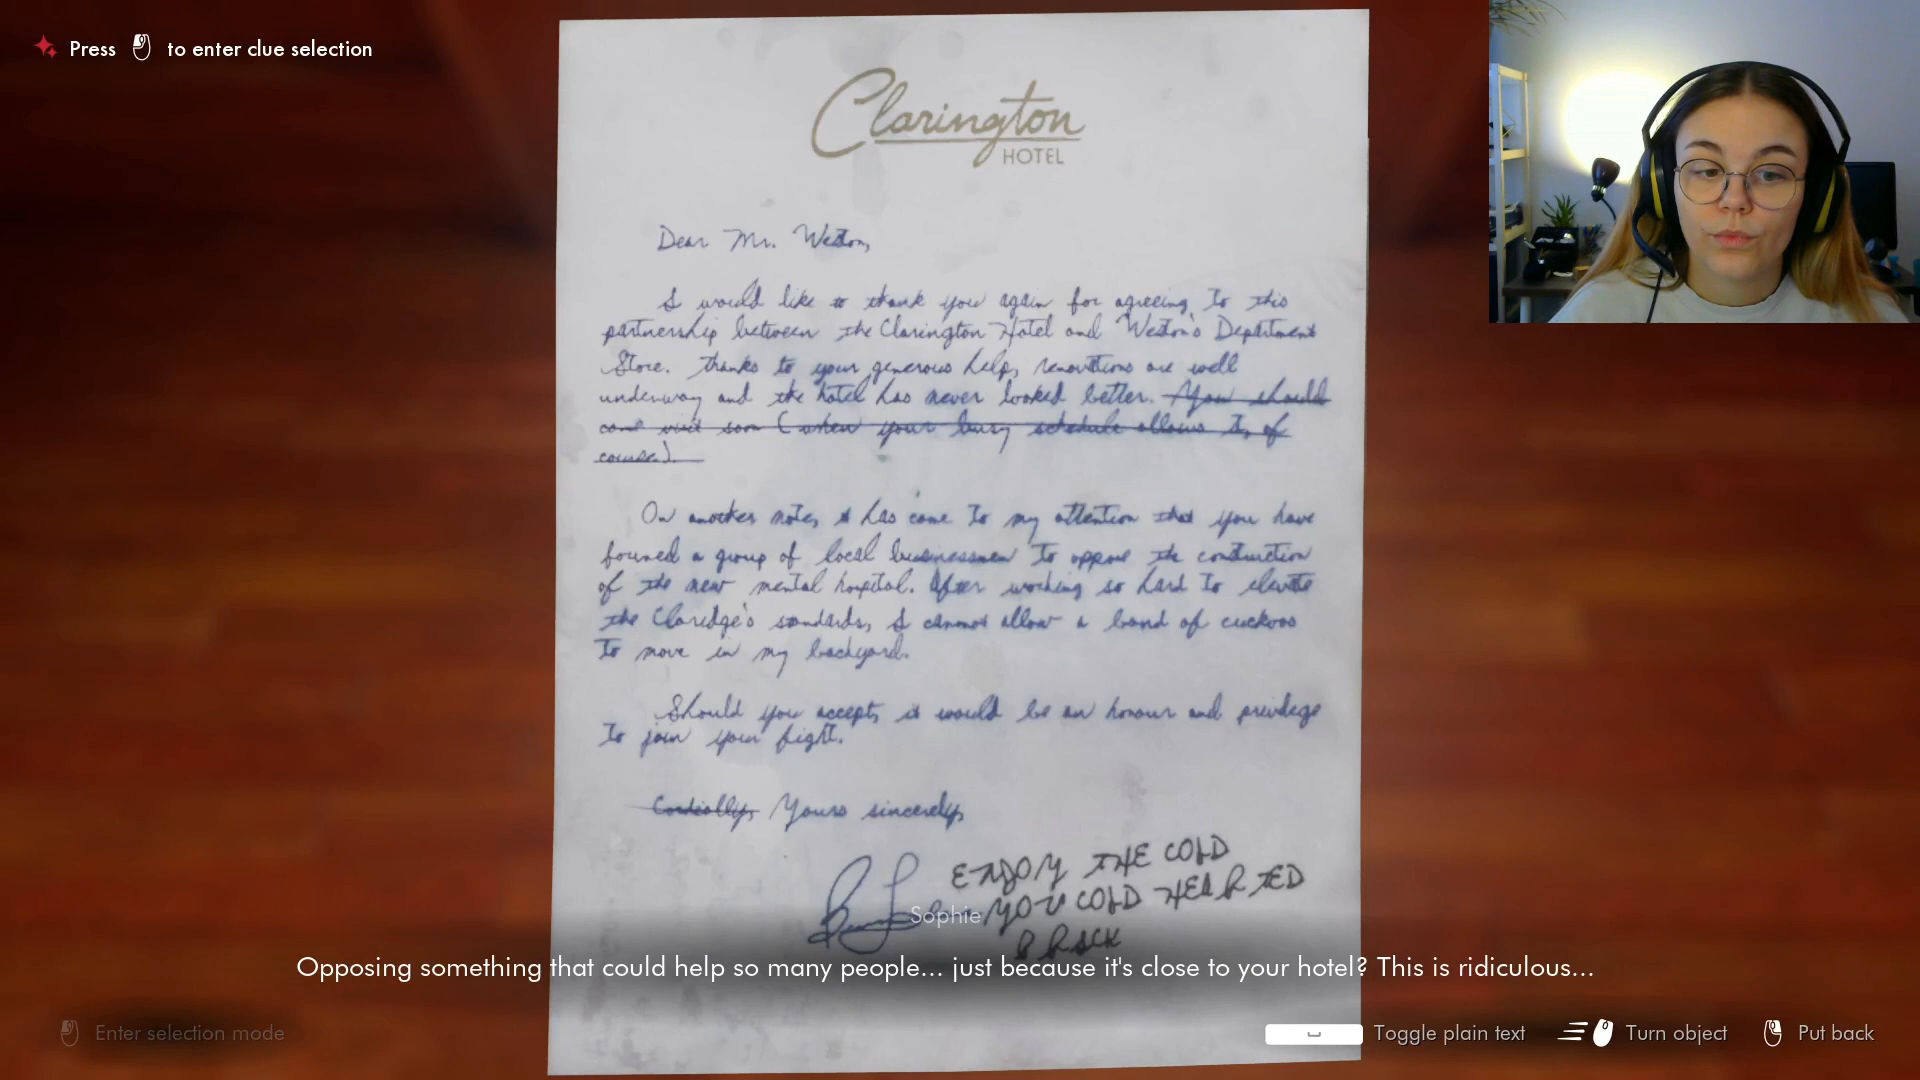 Press to enter clue selection
Clarington
HOTEL
Dear Mr. Weston,
I would like to thank you again for agreeing to this
partnership between the Clarington Hotel and Weston's Department
Store. Thanks to your generous help, renovations are well
underway and the hotel has never looked better. You should
come visit soon (when your busy schedule allows it, of
course).
On another note, it has come to my attention that you have
formed a group of local businessmen to oppose the construction
of the new mental hospital. After working so hard to elevate
the Claridge's standards, I cannot allow a band of cuckoos
to move in my backyard.
Should you accept, it would be an honour and privilege
to join your fight.
Cordially, Yours sincerely,
ENJOY THE COLD
YOU COLD HEARTED
Sophie
Opposing something that could help so many people... just because it's close to your hotel? This is ridiculous...
Enter selection mode
Toggle plain text
Turn object
Put back